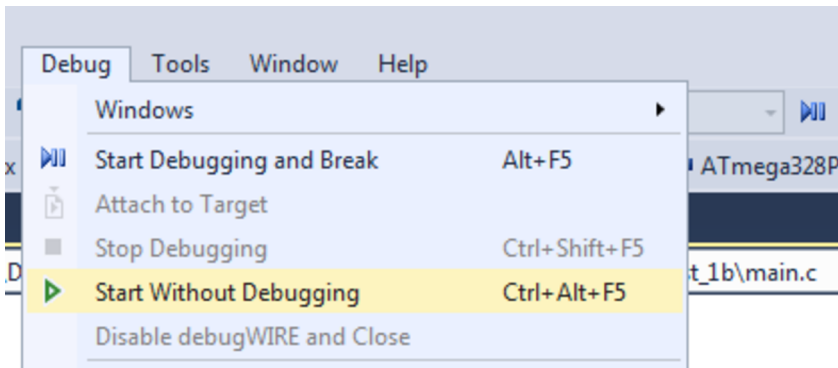 Debug Tools Window Help
Windows
Start Debugging and Break Alt+F5
x
ATmega328P
Attach to Target
Stop Debugging Ctrl+Shift+F5
\D
t_1b\main.c
Start Without Debugging Ctrl+Alt+F5
Disable debugWIRE and Close